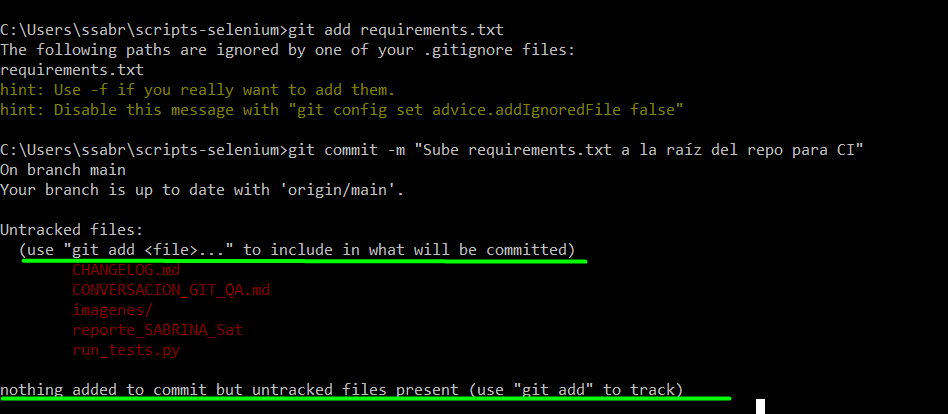 C:\Users\ssabr\scripts-selenium>git add requirements.txt
The following paths are ignored by one of your .gitignore files:
requirements.txt
hint: Use -f if you really want to add them.
hint: Disable this message with "git config set advice.addIgnoredFile false"
C:\Users\ssabr\scripts-selenium>git commit -m "Sube requirements.txt a la raíz del repo para CI"
On branch main
Your branch is up to date with 'origin/main'.
Untracked files:
(use "git add <file>..." to include in what will be committed)
CHANGELOG.md
CONVERSACION_GIT_QA.md
imagenes/
reporte_SABRINA_Sat
run_tests.py
nothing added to commit but untracked files present (use "git add" to track)